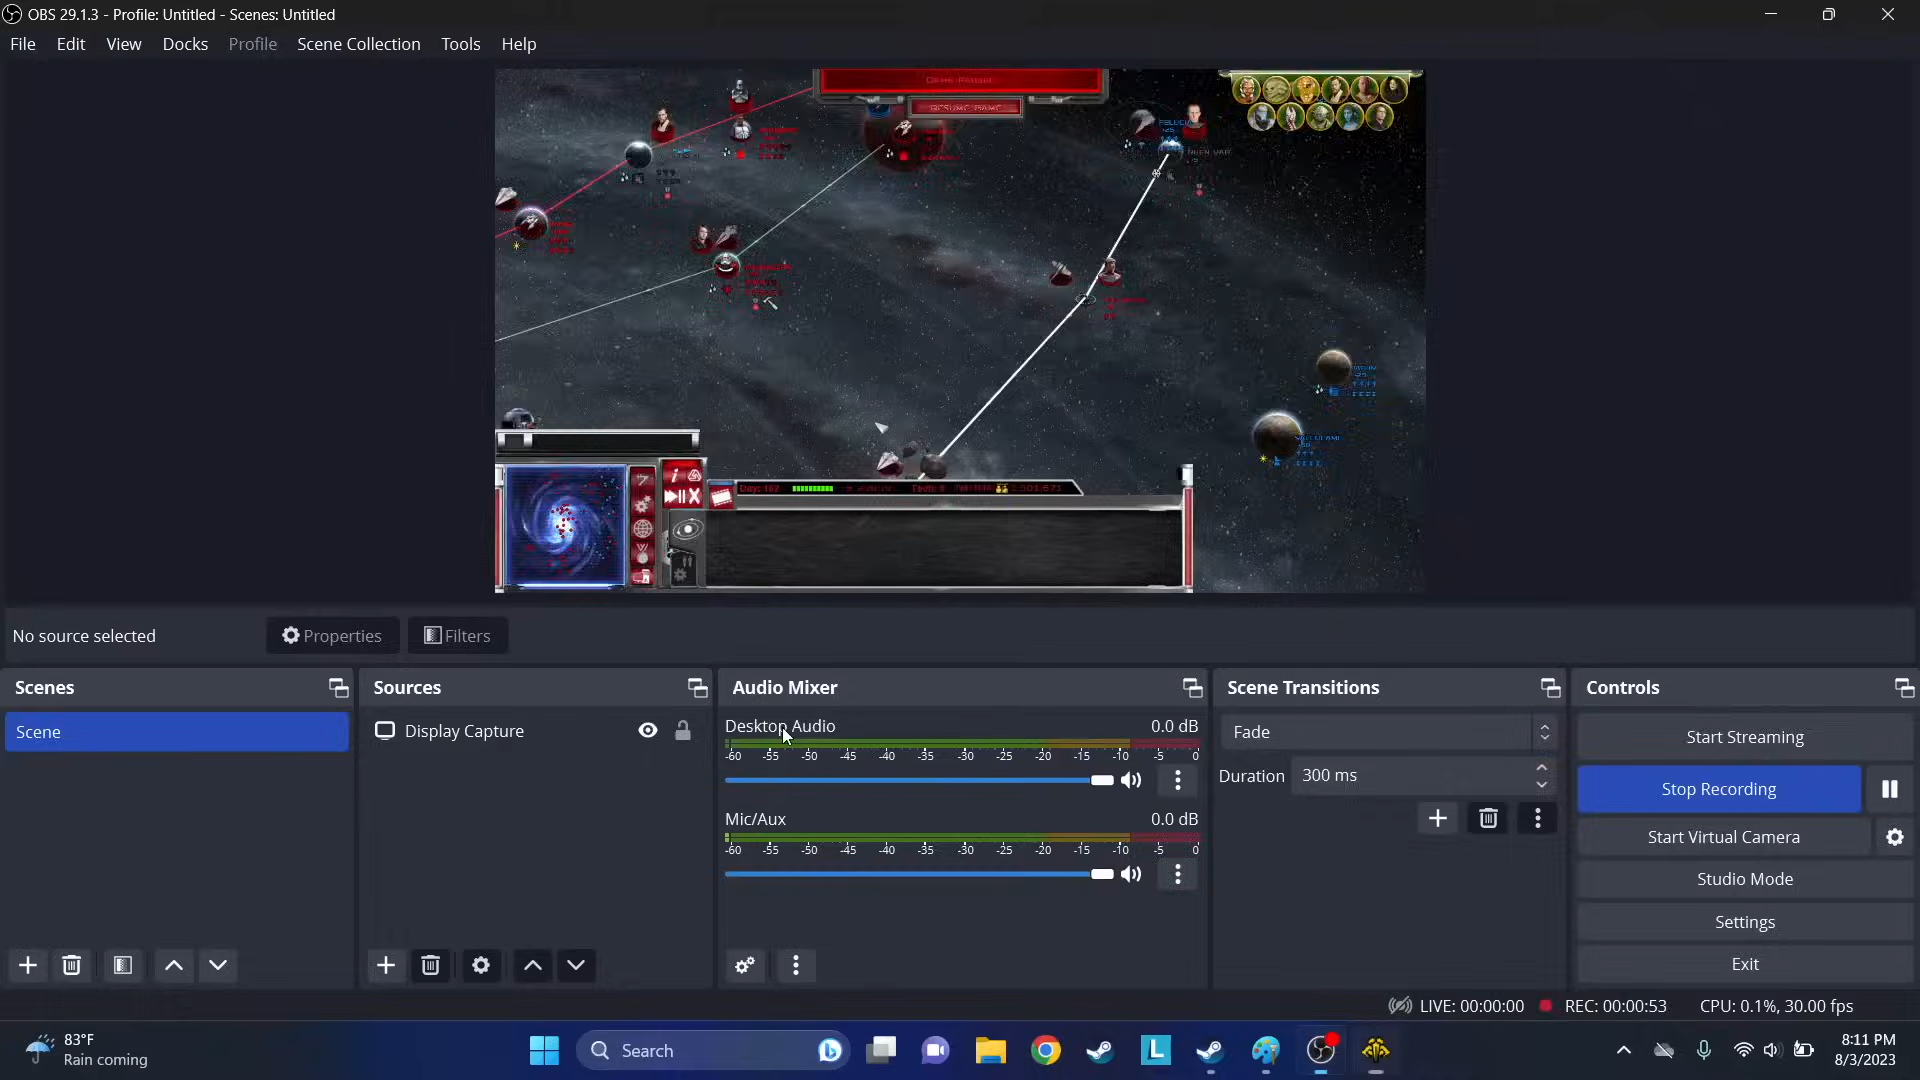 OBS 29.1.3 - Profile: Untitled - Scenes: Untitled
File Edit View Docks Profile Scene Collection Tools Help
RESUME GAME
No source selected
Properties
Filters
Scenes
Scene
Sources
Display Capture
Audio Mixer
Desktop Audio 0.0 dB
-60 -55 -50 -45 -40 -35 -30 -25 -20 -15 -10 -5 0
Mic/Aux 0.0 dB
-60 -55 -50 -45 -40 -35 -30 -25 -20 -15 -10 -5 0
Scene Transitions
Fade
Duration 300 ms
Controls
Start Streaming
Stop Recording
Start Virtual Camera
Studio Mode
Settings
Exit
LIVE: 00:00:00 REC: 00:00:53 CPU: 0.1%, 30.00 fps
83°F
Rain coming
Search
L
8:11 PM
8/3/2023